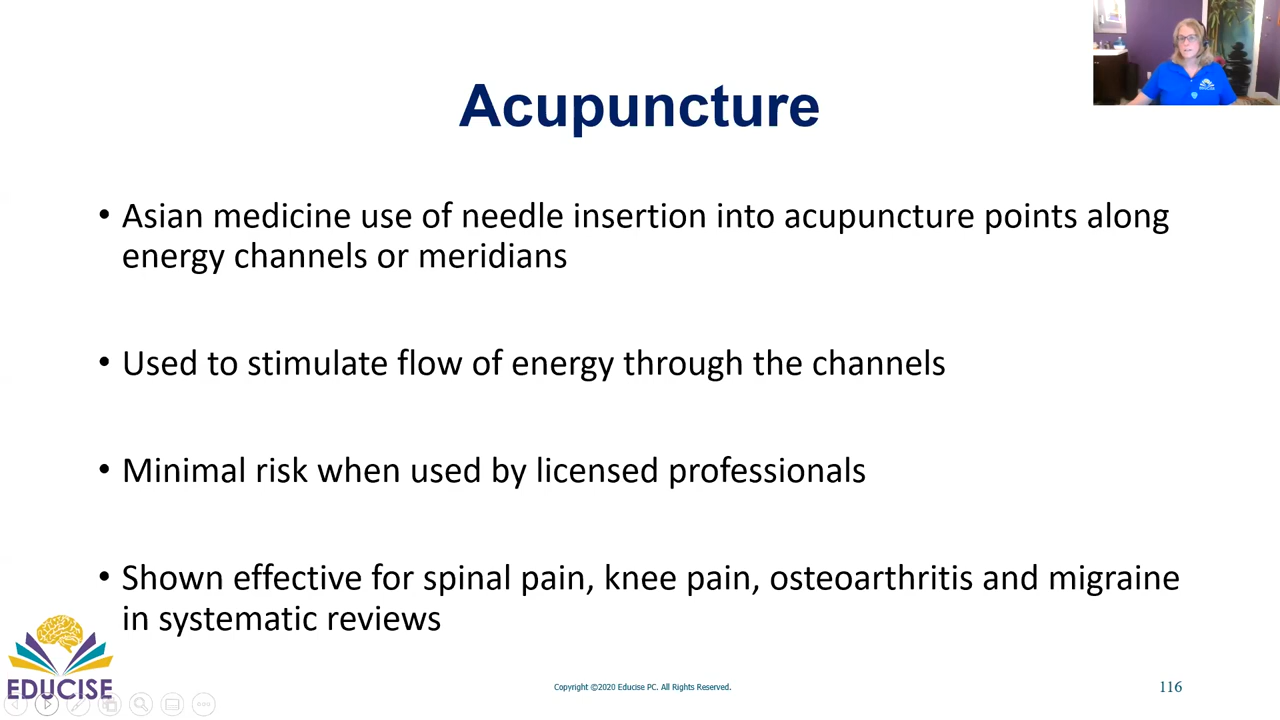 Acupuncture
• Asian medicine use of needle insertion into acupuncture points along
energy channels or meridians
• Used to stimulate flow of energy through the channels
• Minimal risk when used by licensed professionals
• Shown effective for spinal pain, knee pain, osteoarthritis and migraine
in systematic reviews
EDUCISE
Copyright ©2020 Educise PC. All Rights Reserved.
116